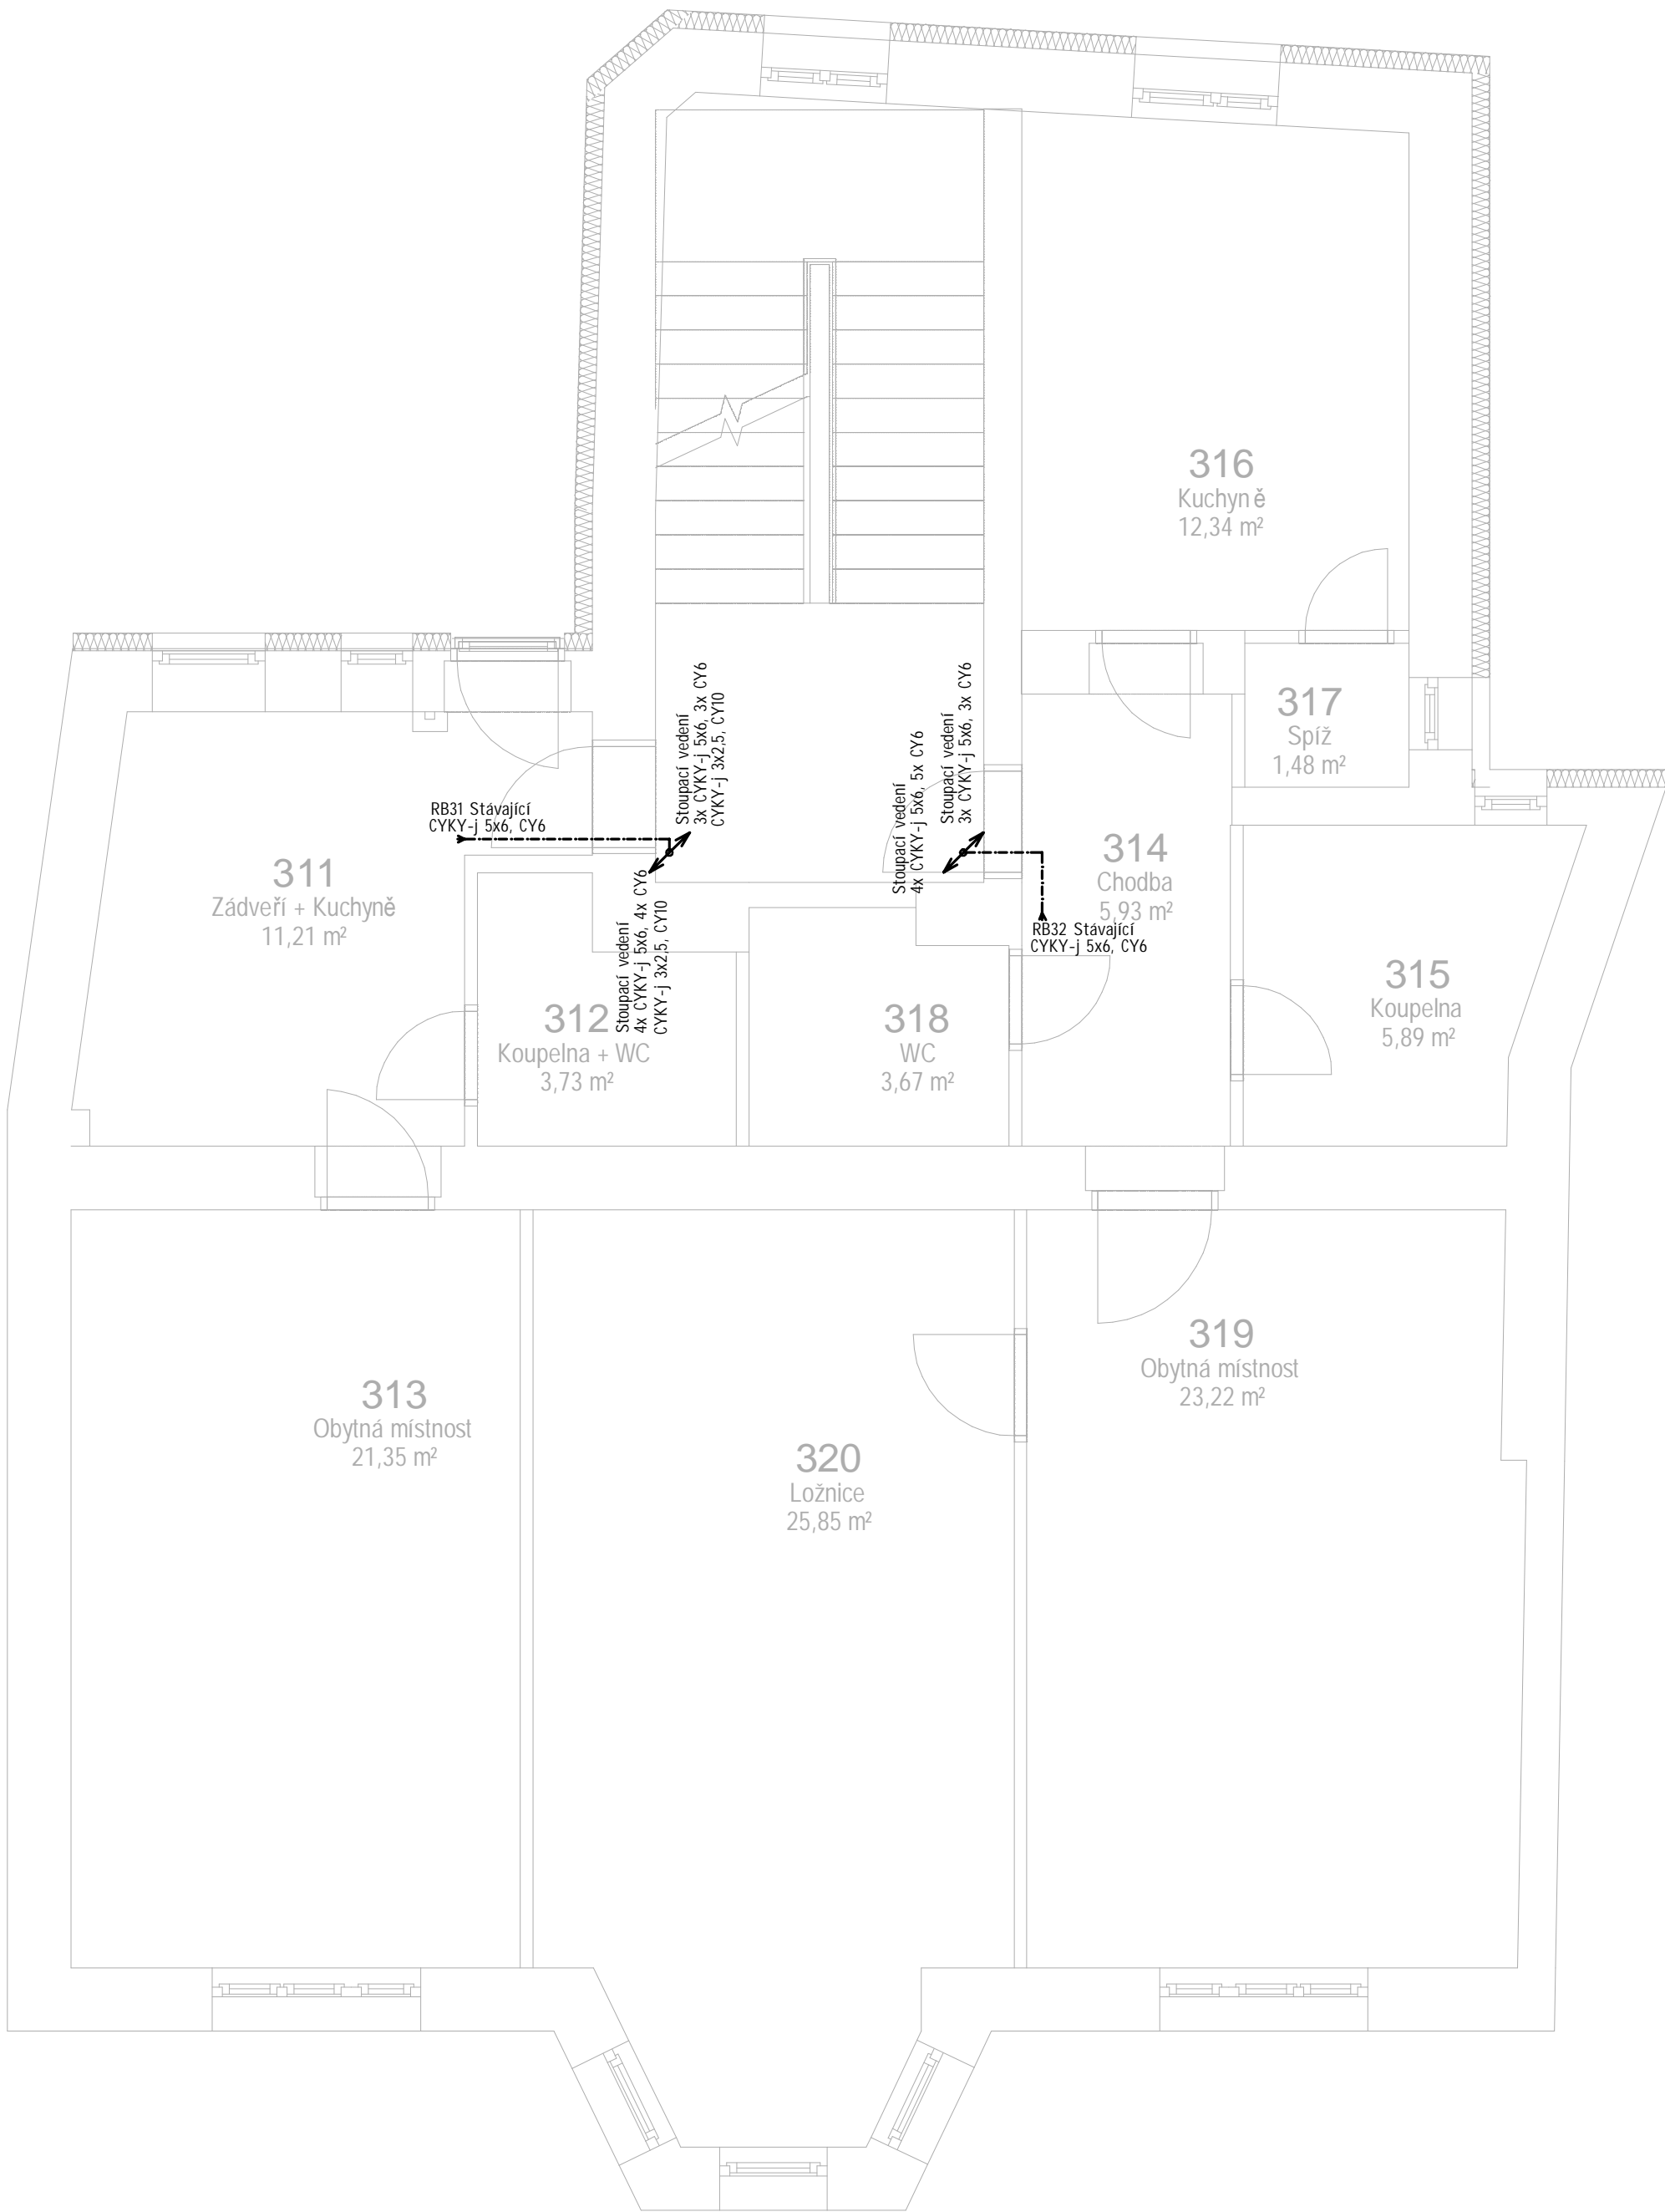 316
Kuchyně
12,34 m²
317
Spíž
1,48 m²
Stoupací vedení
3x CYKY-j 5x6, 3x CY6
CYKY-j 3x2,5, CY10
Stoupací vedení
4x CYKY-j 5x6, 5x CY6
Stoupací vedení
3x CYKY-j 5x6, 3x CY6
RB31 Stávající
CYKY-j 5x6, CY6
311
Zádveří + Kuchyně
11,21 m²
314
Chodba
5,93 m²
RB32 Stávající
CYKY-j 5x6, CY6
Stoupací vedení
4x CYKY-j 5x6, 4x CY6
CYKY-j 3x2,5, CY10
312
Koupelna + WC
3,73 m²
318
WC
3,67 m²
315
Koupelna
5,89 m²
313
Obytná místnost
21,35 m²
320
Ložnice
25,85 m²
319
Obytná místnost
23,22 m²